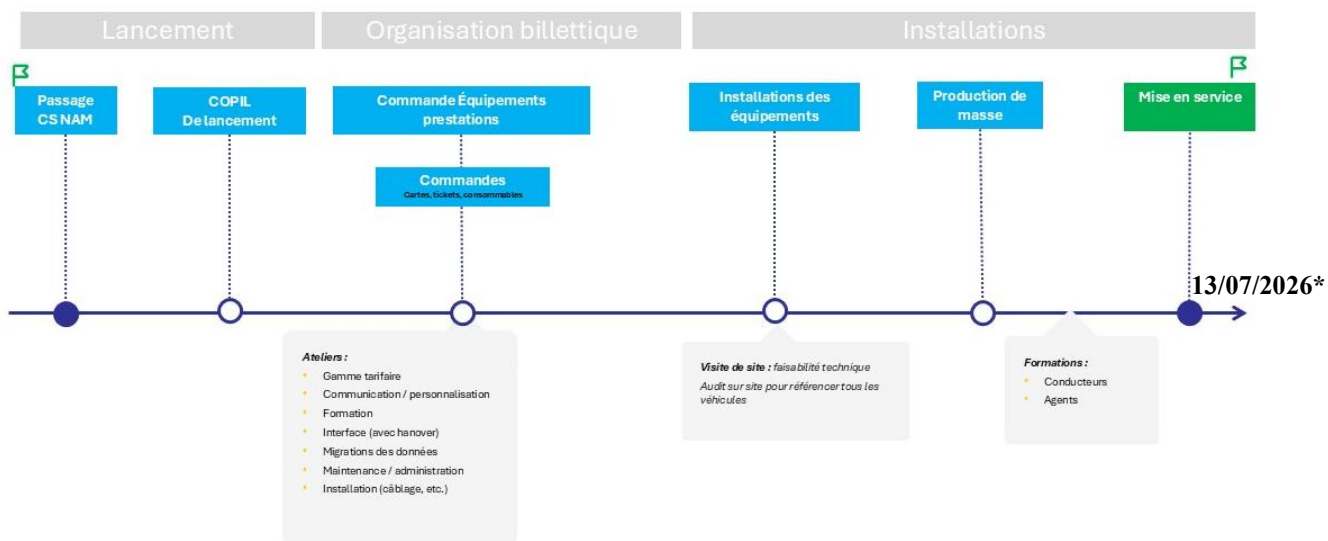 Lancement
Organisation billettique
Installations
Passage
CS NAM
COPIL
De lancement
Commande Équipements
prestations
Installations des
équipements
Production de
masse
Mise en service
Commandes
Cartes, tickets, consommables
13/07/2026*
Ateliers :
Gamme tarifaire
Communication / personnalisation
Formation
Interface (avec hanover)
Migrations des données
Maintenance / administration
Installation (câblage, etc.)
Visite de site : faisabilité technique
Audit sur site pour référencer tous les
véhicules
Formations :
Conducteurs
Agents